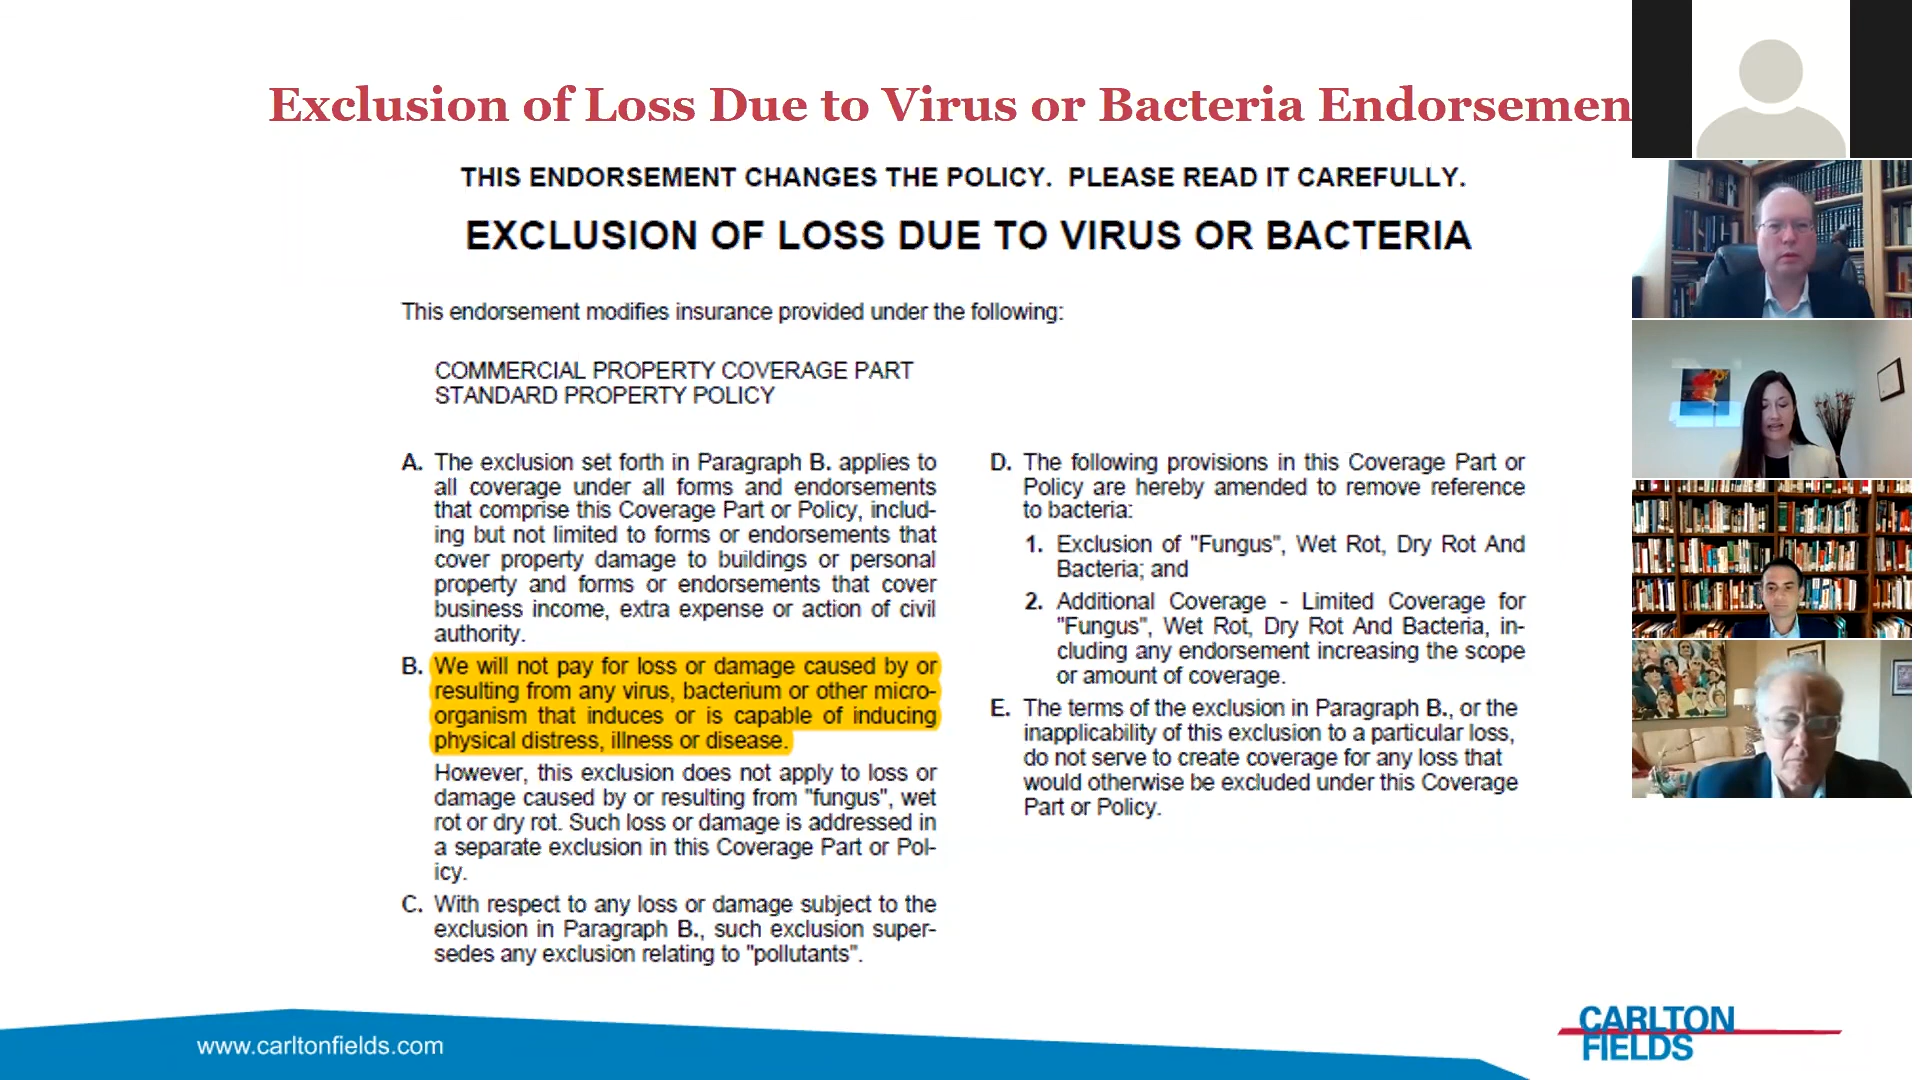 Exclusion of Loss Due to Virus or Bacteria Endorsemen
THIS ENDORSEMENT CHANGES THE POLICY. PLEASE READ IT CAREFULLY.
EXCLUSION OF LOSS DUE TO VIRUS OR BACTERIA
This endorsement modifies insurance provided under the following:
COMMERCIAL PROPERTY COVERAGE PART
STANDARD PROPERTY POLICY
A. The exclusion set forth in Paragraph B. applies to
all coverage under all forms and endorsements
that comprise this Coverage Part or Policy, includ-
ing but not limited to forms or endorsements that
cover property damage to buildings or personal
property and forms or endorsements that cover
business income, extra expense or action of civil
authority.
B. We will not pay for loss or damage caused by or
resulting from any virus, bacterium or other micro-
organism that induces or is capable of inducing
physical distress, illness or disease.
However, this exclusion does not apply to loss or
damage caused by or resulting from "fungus", wet
rot or dry rot. Such loss or damage is addressed in
a separate exclusion in this Coverage Part or Pol-
icy.
C. With respect to any loss or damage subject to the
exclusion in Paragraph B., such exclusion super-
sedes any exclusion relating to "pollutants".
D. The following provisions in this Coverage Part or
Policy are hereby amended to remove reference
to bacteria:
1. Exclusion of "Fungus", Wet Rot, Dry Rot And
Bacteria; and
2. Additional Coverage - Limited Coverage for
"Fungus", Wet Rot, Dry Rot And Bacteria, in-
cluding any endorsement increasing the scope
or amount of coverage.
E. The terms of the exclusion in Paragraph B., or the
inapplicability of this exclusion to a particular loss,
do not serve to create coverage for any loss that
would otherwise be excluded under this Coverage
Part or Policy.
www.carltonfields.com
CARLTON
FIELDS